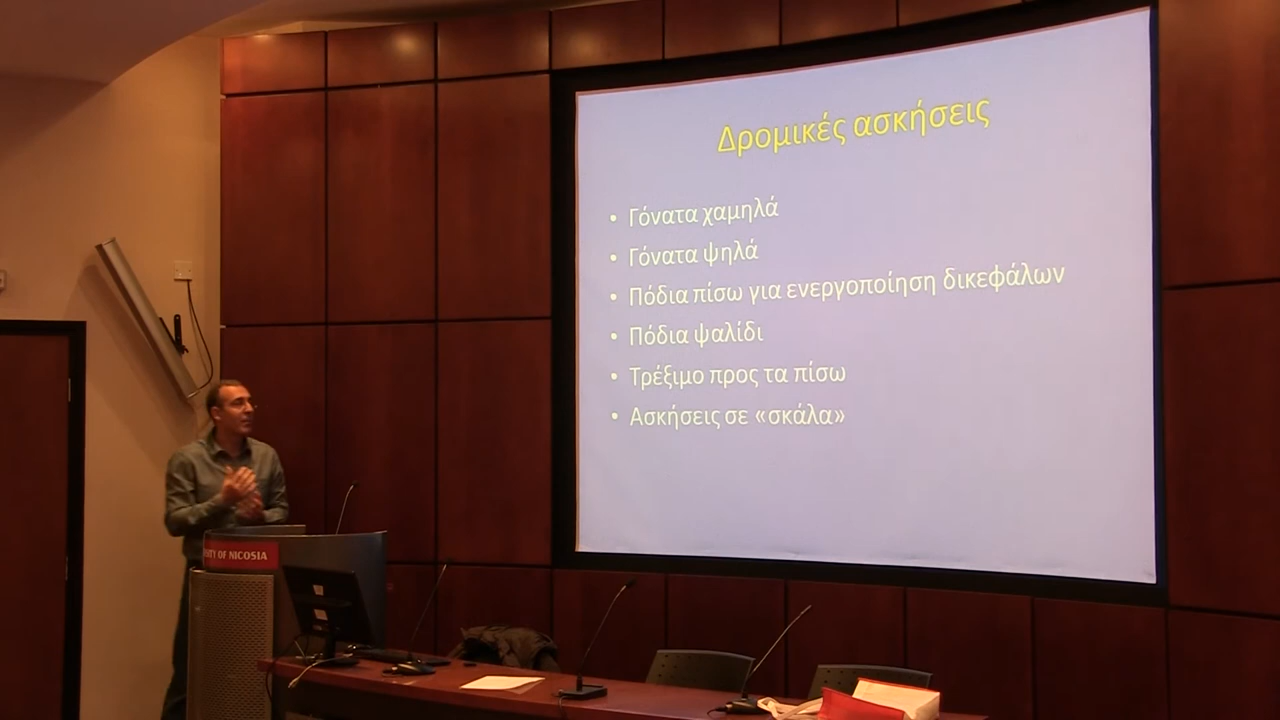 Δρομικές ασκήσεις
• Γόνατα χαμηλά
• Γόνατα ψηλά
• Πόδια πίσω για ενεργοποίηση δικεφάλων
• Πόδια ψαλίδι
• Τρέξιμο προς τα πίσω
• Ασκήσεις σε «σκάλα»
OF NICOSIA